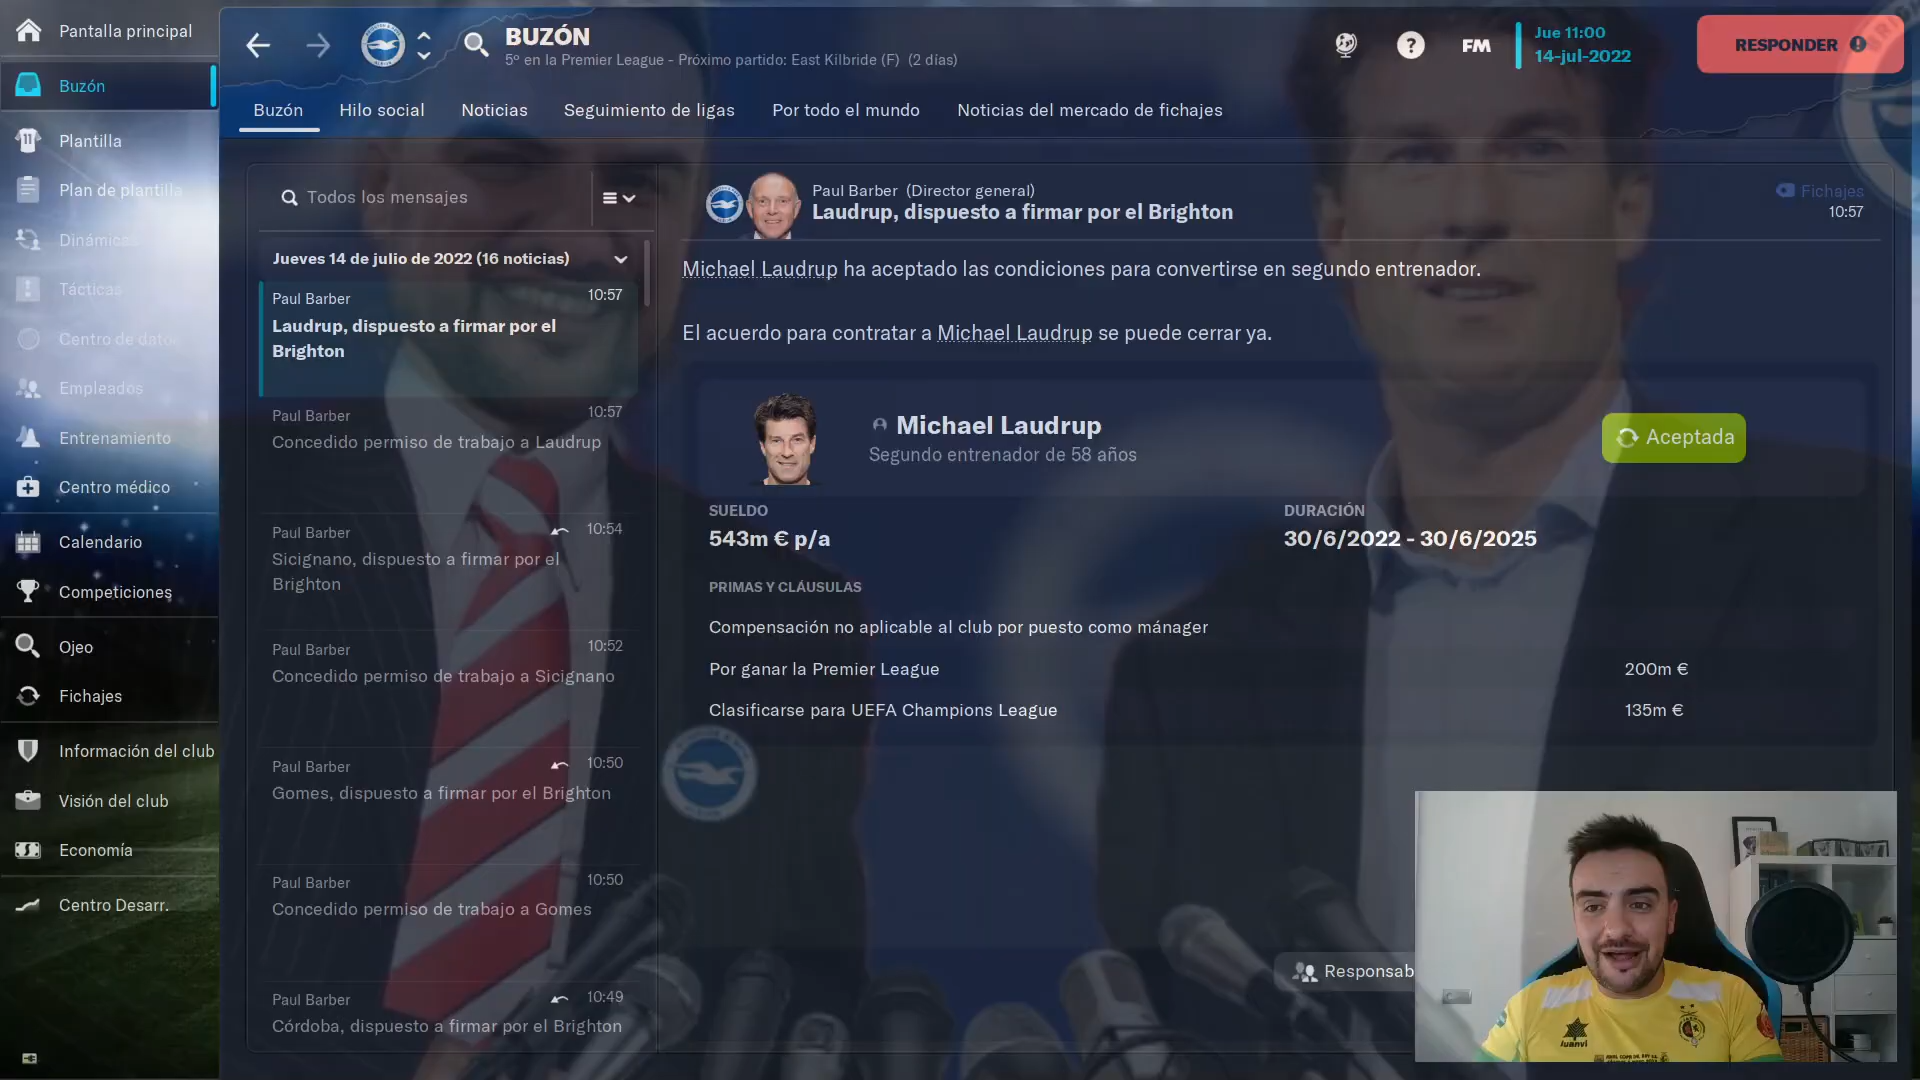 Pantalla principal
Buzón
Plantilla
Plan de plantilla
Dinámica
Tácticas
Centro de datos
Empleados
Entrenamiento
Centro médico
Calendario
Competiciones
Ojeo
Fichajes
Información del club
Visión del club
Economía
Centro Desarr.
BUZÓN
5º en la Premier League - Próximo partido: East Kilbride (F) (2 días)
FM
Jue 11:00
14-jul-2022
RESPONDER
Buzón
Hilo social
Noticias
Seguimiento de ligas
Por todo el mundo
Noticias del mercado de fichajes
Todos los mensajes
Jueves 14 de julio de 2022 (16 noticias)
Paul Barber 10:57
Laudrup, dispuesto a firmar por el
Brighton
Paul Barber 10:57
Concedido permiso de trabajo a Laudrup
Paul Barber 10:54
Sicignano, dispuesto a firmar por el
Brighton
Paul Barber 10:52
Concedido permiso de trabajo a Sicignano
Paul Barber 10:50
Gomes, dispuesto a firmar por el Brighton
Paul Barber 10:50
Concedido permiso de trabajo a Gomes
Paul Barber 10:49
Córdoba, dispuesto a firmar por el Brighton
Paul Barber (Director general)
Laudrup, dispuesto a firmar por el Brighton
Fichajes
10:57
Michael Laudrup ha aceptado las condiciones para convertirse en segundo entrenador.
El acuerdo para contratar a Michael Laudrup se puede cerrar ya.
Michael Laudrup
Segundo entrenador de 58 años
Aceptada
SUELDO
543m € p/a
DURACIÓN
30/6/2022 - 30/6/2025
PRIMAS Y CLÁUSULAS
Compensación no aplicable al club por puesto como mánager
Por ganar la Premier League 200m €
Clasificarse para UEFA Champions League 135m €
Responsab
luanvi